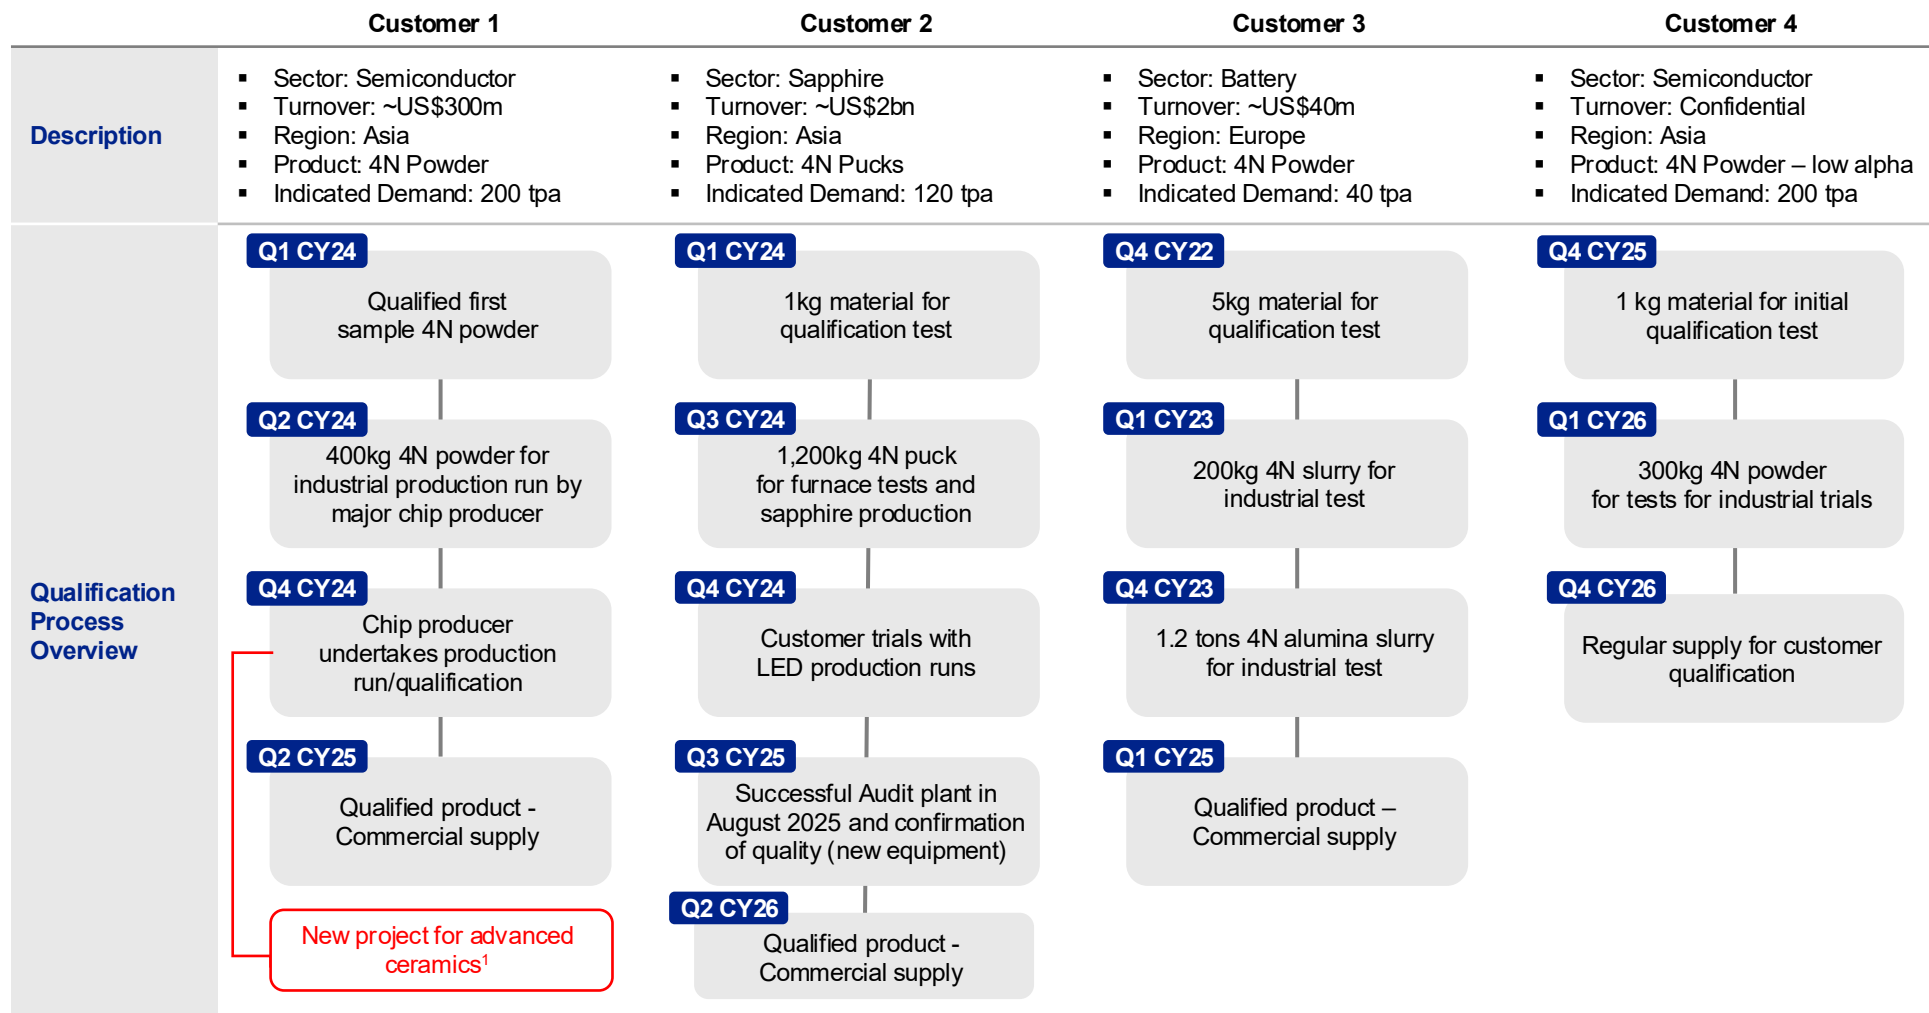 Customer 1
Customer 2
Customer 3
Customer 4
Description
▪ Sector: Semiconductor
▪ Turnover: ~US$300m
▪ Region: Asia
▪ Product: 4N Powder
▪ Indicated Demand: 200 tpa
▪ Sector: Sapphire
▪ Turnover: ~US$2bn
▪ Region: Asia
▪ Product: 4N Pucks
▪ Indicated Demand: 120 tpa
▪ Sector: Battery
▪ Turnover: ~US$40m
▪ Region: Europe
▪ Product: 4N Powder
▪ Indicated Demand: 40 tpa
▪ Sector: Semiconductor
▪ Turnover: Confidential
▪ Region: Asia
▪ Product: 4N Powder – low alpha
▪ Indicated Demand: 200 tpa
Qualification
Process
Overview
Q1 CY24
Qualified first
sample 4N powder
Q2 CY24
400kg 4N powder for
industrial production run by
major chip producer
Q4 CY24
Chip producer
undertakes production
run/qualification
Q2 CY25
Qualified product -
Commercial supply
New project for advanced
ceramics¹
Q1 CY24
1kg material for
qualification test
Q3 CY24
1,200kg 4N puck
for furnace tests and
sapphire production
Q4 CY24
Customer trials with
LED production runs
Q3 CY25
Successful Audit plant in
August 2025 and confirmation
of quality (new equipment)
Q2 CY26
Qualified product -
Commercial supply
Q4 CY22
5kg material for
qualification test
Q1 CY23
200kg 4N slurry for
industrial test
Q4 CY23
1.2 tons 4N alumina slurry
for industrial test
Q1 CY25
Qualified product –
Commercial supply
Q4 CY25
1 kg material for initial
qualification test
Q1 CY26
300kg 4N powder
for tests for industrial trials
Q4 CY26
Regular supply for customer
qualification